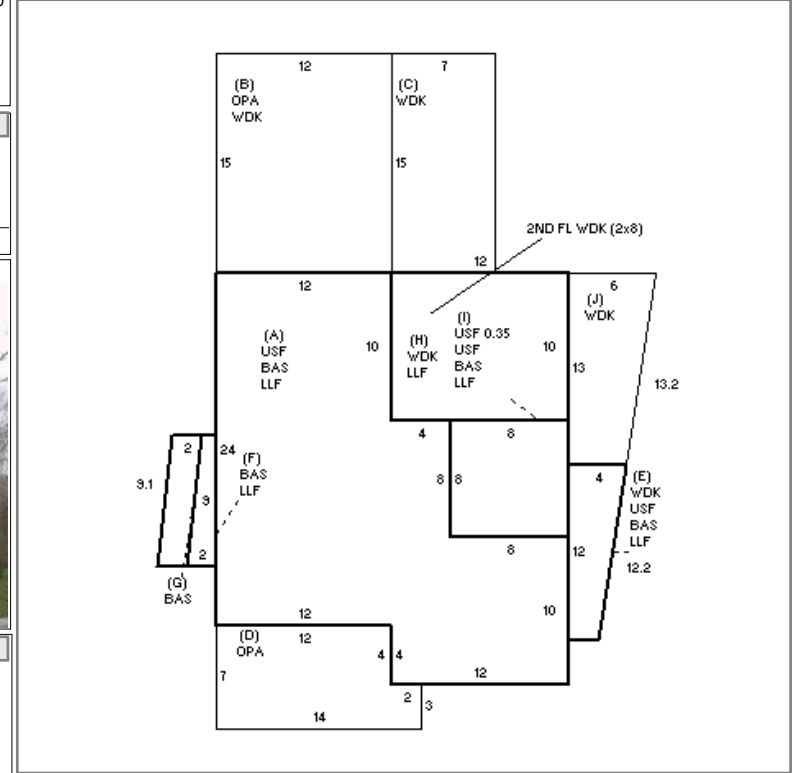 12
7
(B)
OPA
WDK
(C)
WDK
15
15
2ND FL WDK (2x8)
12
12
6
(J)
WDK
(A)
USF
BAS
LLF
10
(H)
WDK
LLF
(I)
USF 0.35
USF
BAS
LLF
10
13
13.2
4
8
2
24
(F)
BAS
LLF
9.1
9
8
8
4
(E)
WDK
USF
BAS
LLF
2
8
12
12.2
(G)
BAS
10
12
(D)
OPA
12
4
4
7
12
2
3
14